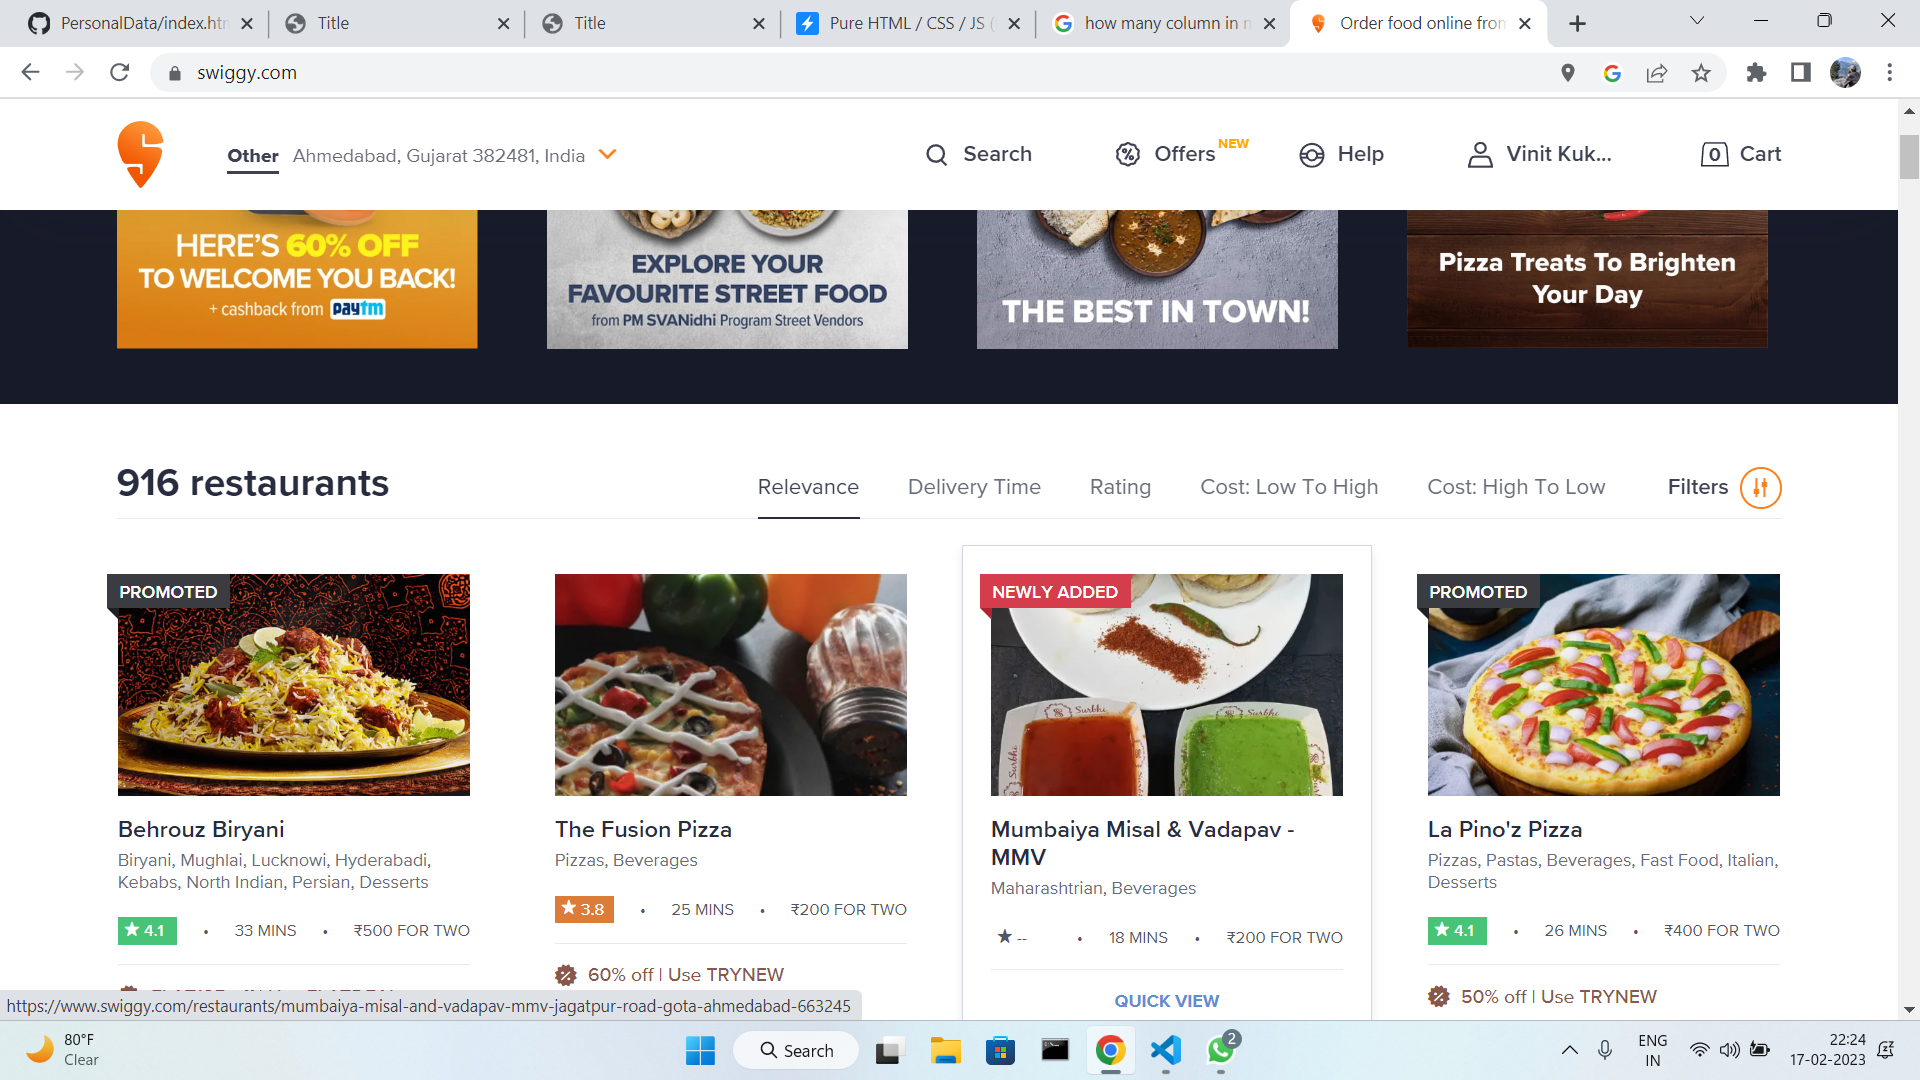 PersonalData/index.htm
Title
Title
Pure HTML / CSS / JS (
how many column in
Order food online from
swiggy.com
Other Ahmedabad, Gujarat 382481, India
Search
Offers NEW
Help
Vinit Kuk...
0 Cart
HERE'S 60% OFF
TO WELCOME YOU BACK!
+ cashback from paytm
EXPLORE YOUR
FAVOURITE STREET FOOD
from PM SVANidhi Program Street Vendors
THE BEST IN TOWN!
Pizza Treats To Brighten
Your Day
916 restaurants
Relevance
Delivery Time
Rating
Cost: Low To High
Cost: High To Low
Filters
PROMOTED
Behrouz Biryani
Biryani, Mughlai, Lucknowi, Hyderabadi,
Kebabs, North Indian, Persian, Desserts
★ 4.1 • 33 MINS • ₹500 FOR TWO
The Fusion Pizza
Pizzas, Beverages
★ 3.8 • 25 MINS • ₹200 FOR TWO
60% off | Use TRYNEW
NEWLY ADDED
Surbhi
Surbhi
Surbhi
Surbhi
Mumbaiya Misal & Vadapav -
MMV
Maharashtrian, Beverages
★ -- • 18 MINS • ₹200 FOR TWO
QUICK VIEW
PROMOTED
La Pino'z Pizza
Pizzas, Pastas, Beverages, Fast Food, Italian,
Desserts
★ 4.1 • 26 MINS • ₹400 FOR TWO
50% off | Use TRYNEW
https://www.swiggy.com/restaurants/mumbaiya-misal-and-vadapav-mmv-jagatpur-road-gota-ahmedabad-663245
80°F
Clear
Search
2
ENG
IN
22:24
17-02-2023